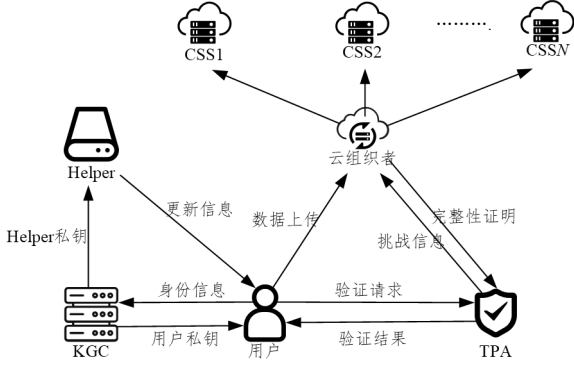 CSS1
CSS2
..........
CSSN
云组织者
Helper
更新信息
数据上传
完整性证明
挑战信息
Helper私钥
身份信息
验证请求
用户私钥
验证结果
KGC
用户
TPA